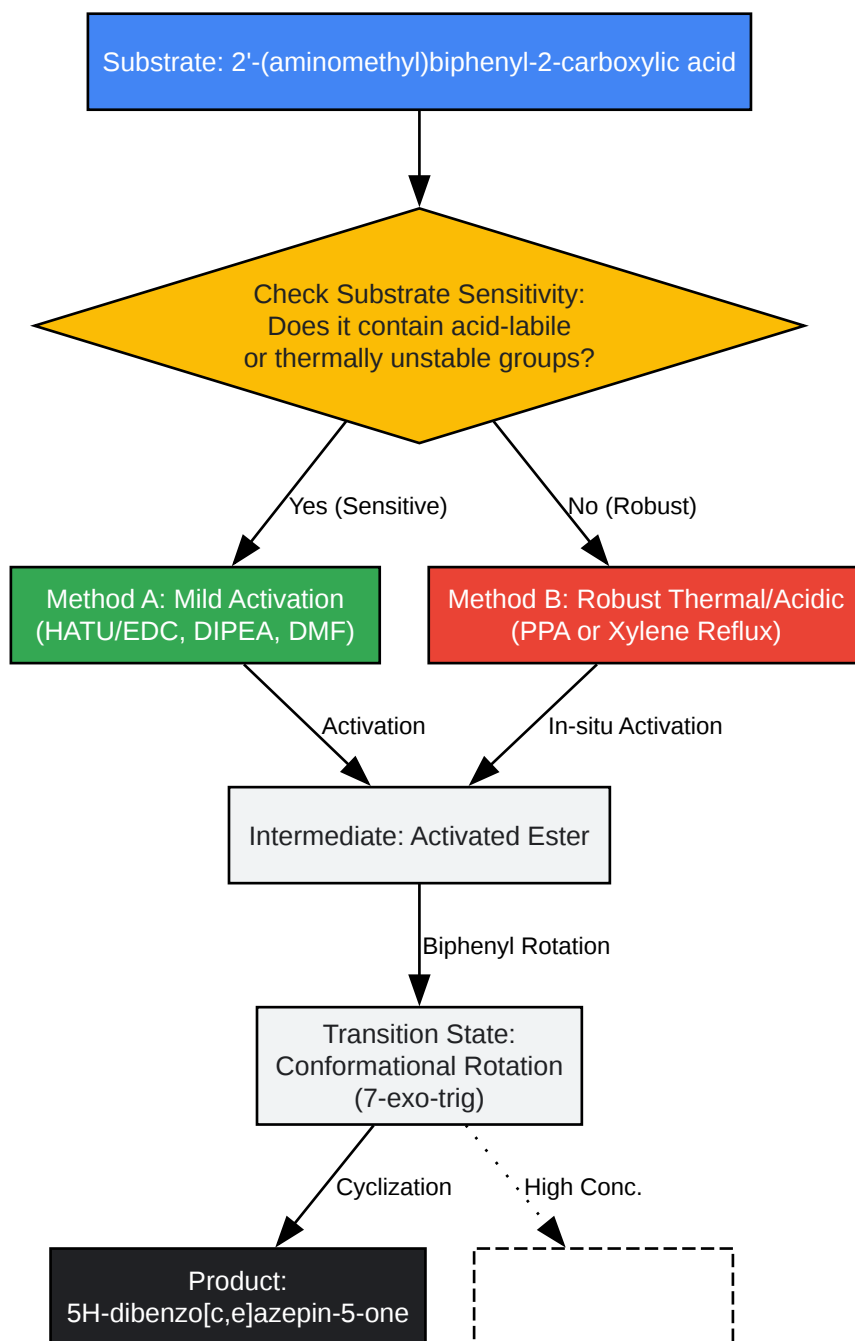 Substrate: 2'-(aminomethyl)biphenyl-2-carboxylic acid
Check Substrate Sensitivity:
Does it contain acid-labile
or thermally unstable groups?
Yes (Sensitive)
No (Robust)
Method A: Mild Activation
(HATU/EDC, DIPEA, DMF)
Method B: Robust Thermal/Acidic
(PPA or Xylene Reflux)
Activation
In-situ Activation
Intermediate: Activated Ester
Biphenyl Rotation
Transition State:
Conformational Rotation
(7-exo-trig)
Cyclization
High Conc.
Product:
5H-dibenzo[c,e]azepin-5-one